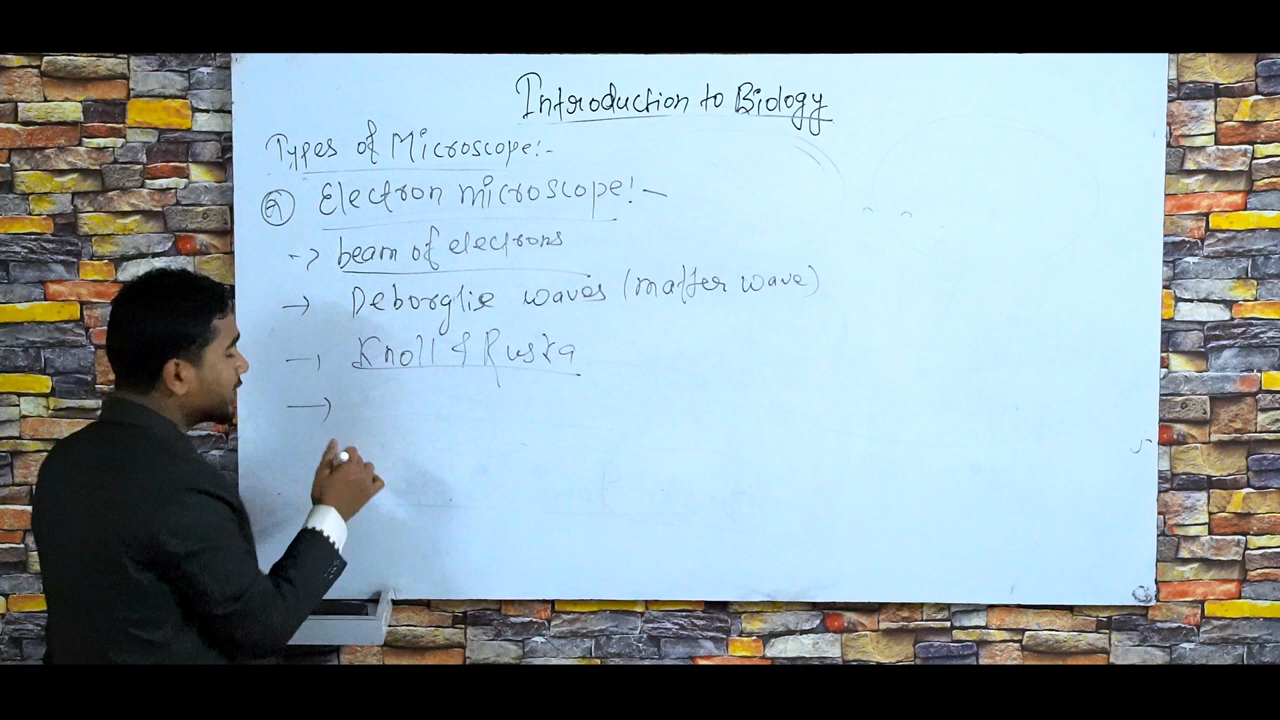 Introduction to Biology
Types of Microscope:-
Electron microscope:-
-> beam of electrons
-> Deborglie waves (matter wave)
-> Knoll & Ruska
->